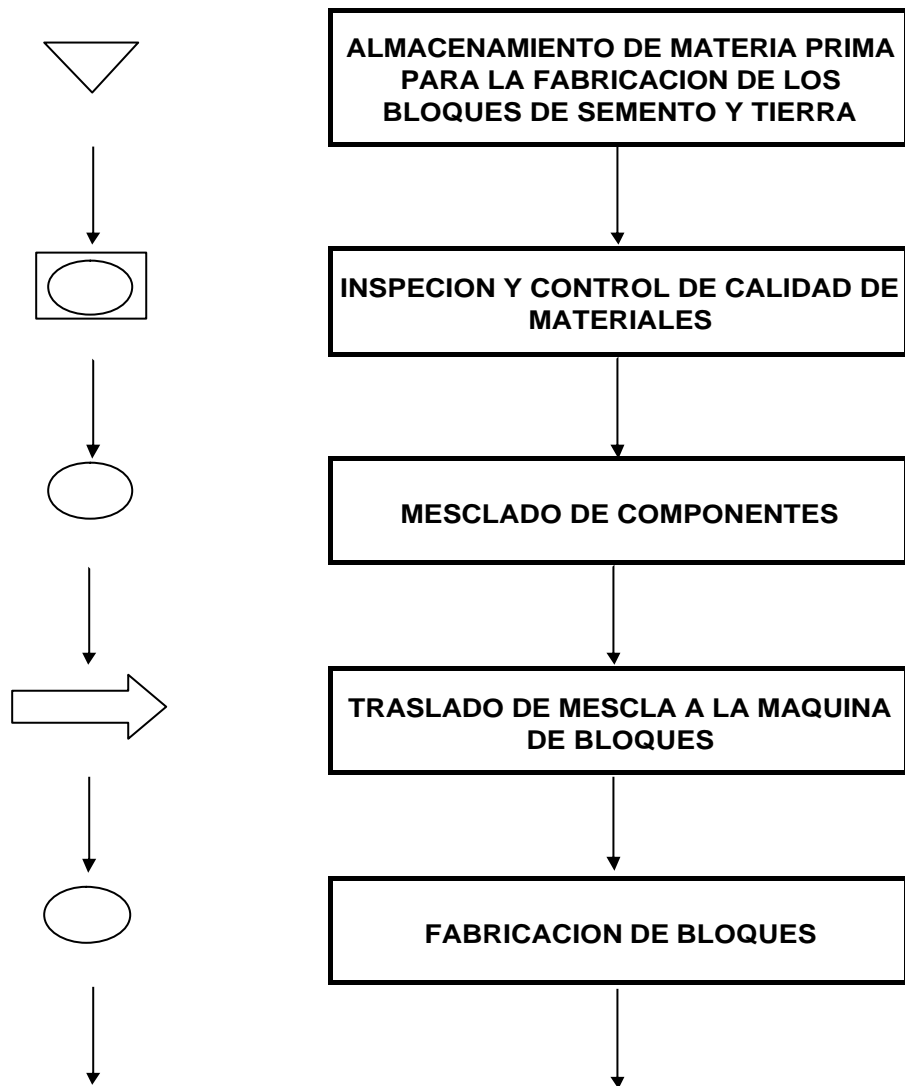 ALMACENAMIENTO DE MATERIA PRIMA
PARA LA FABRICACION DE LOS
BLOQUES DE SEMENTO Y TIERRA
INSPECION Y CONTROL DE CALIDAD DE
MATERIALES
MESCLADO DE COMPONENTES
TRASLADO DE MESCLA A LA MAQUINA
DE BLOQUES
FABRICACION DE BLOQUES